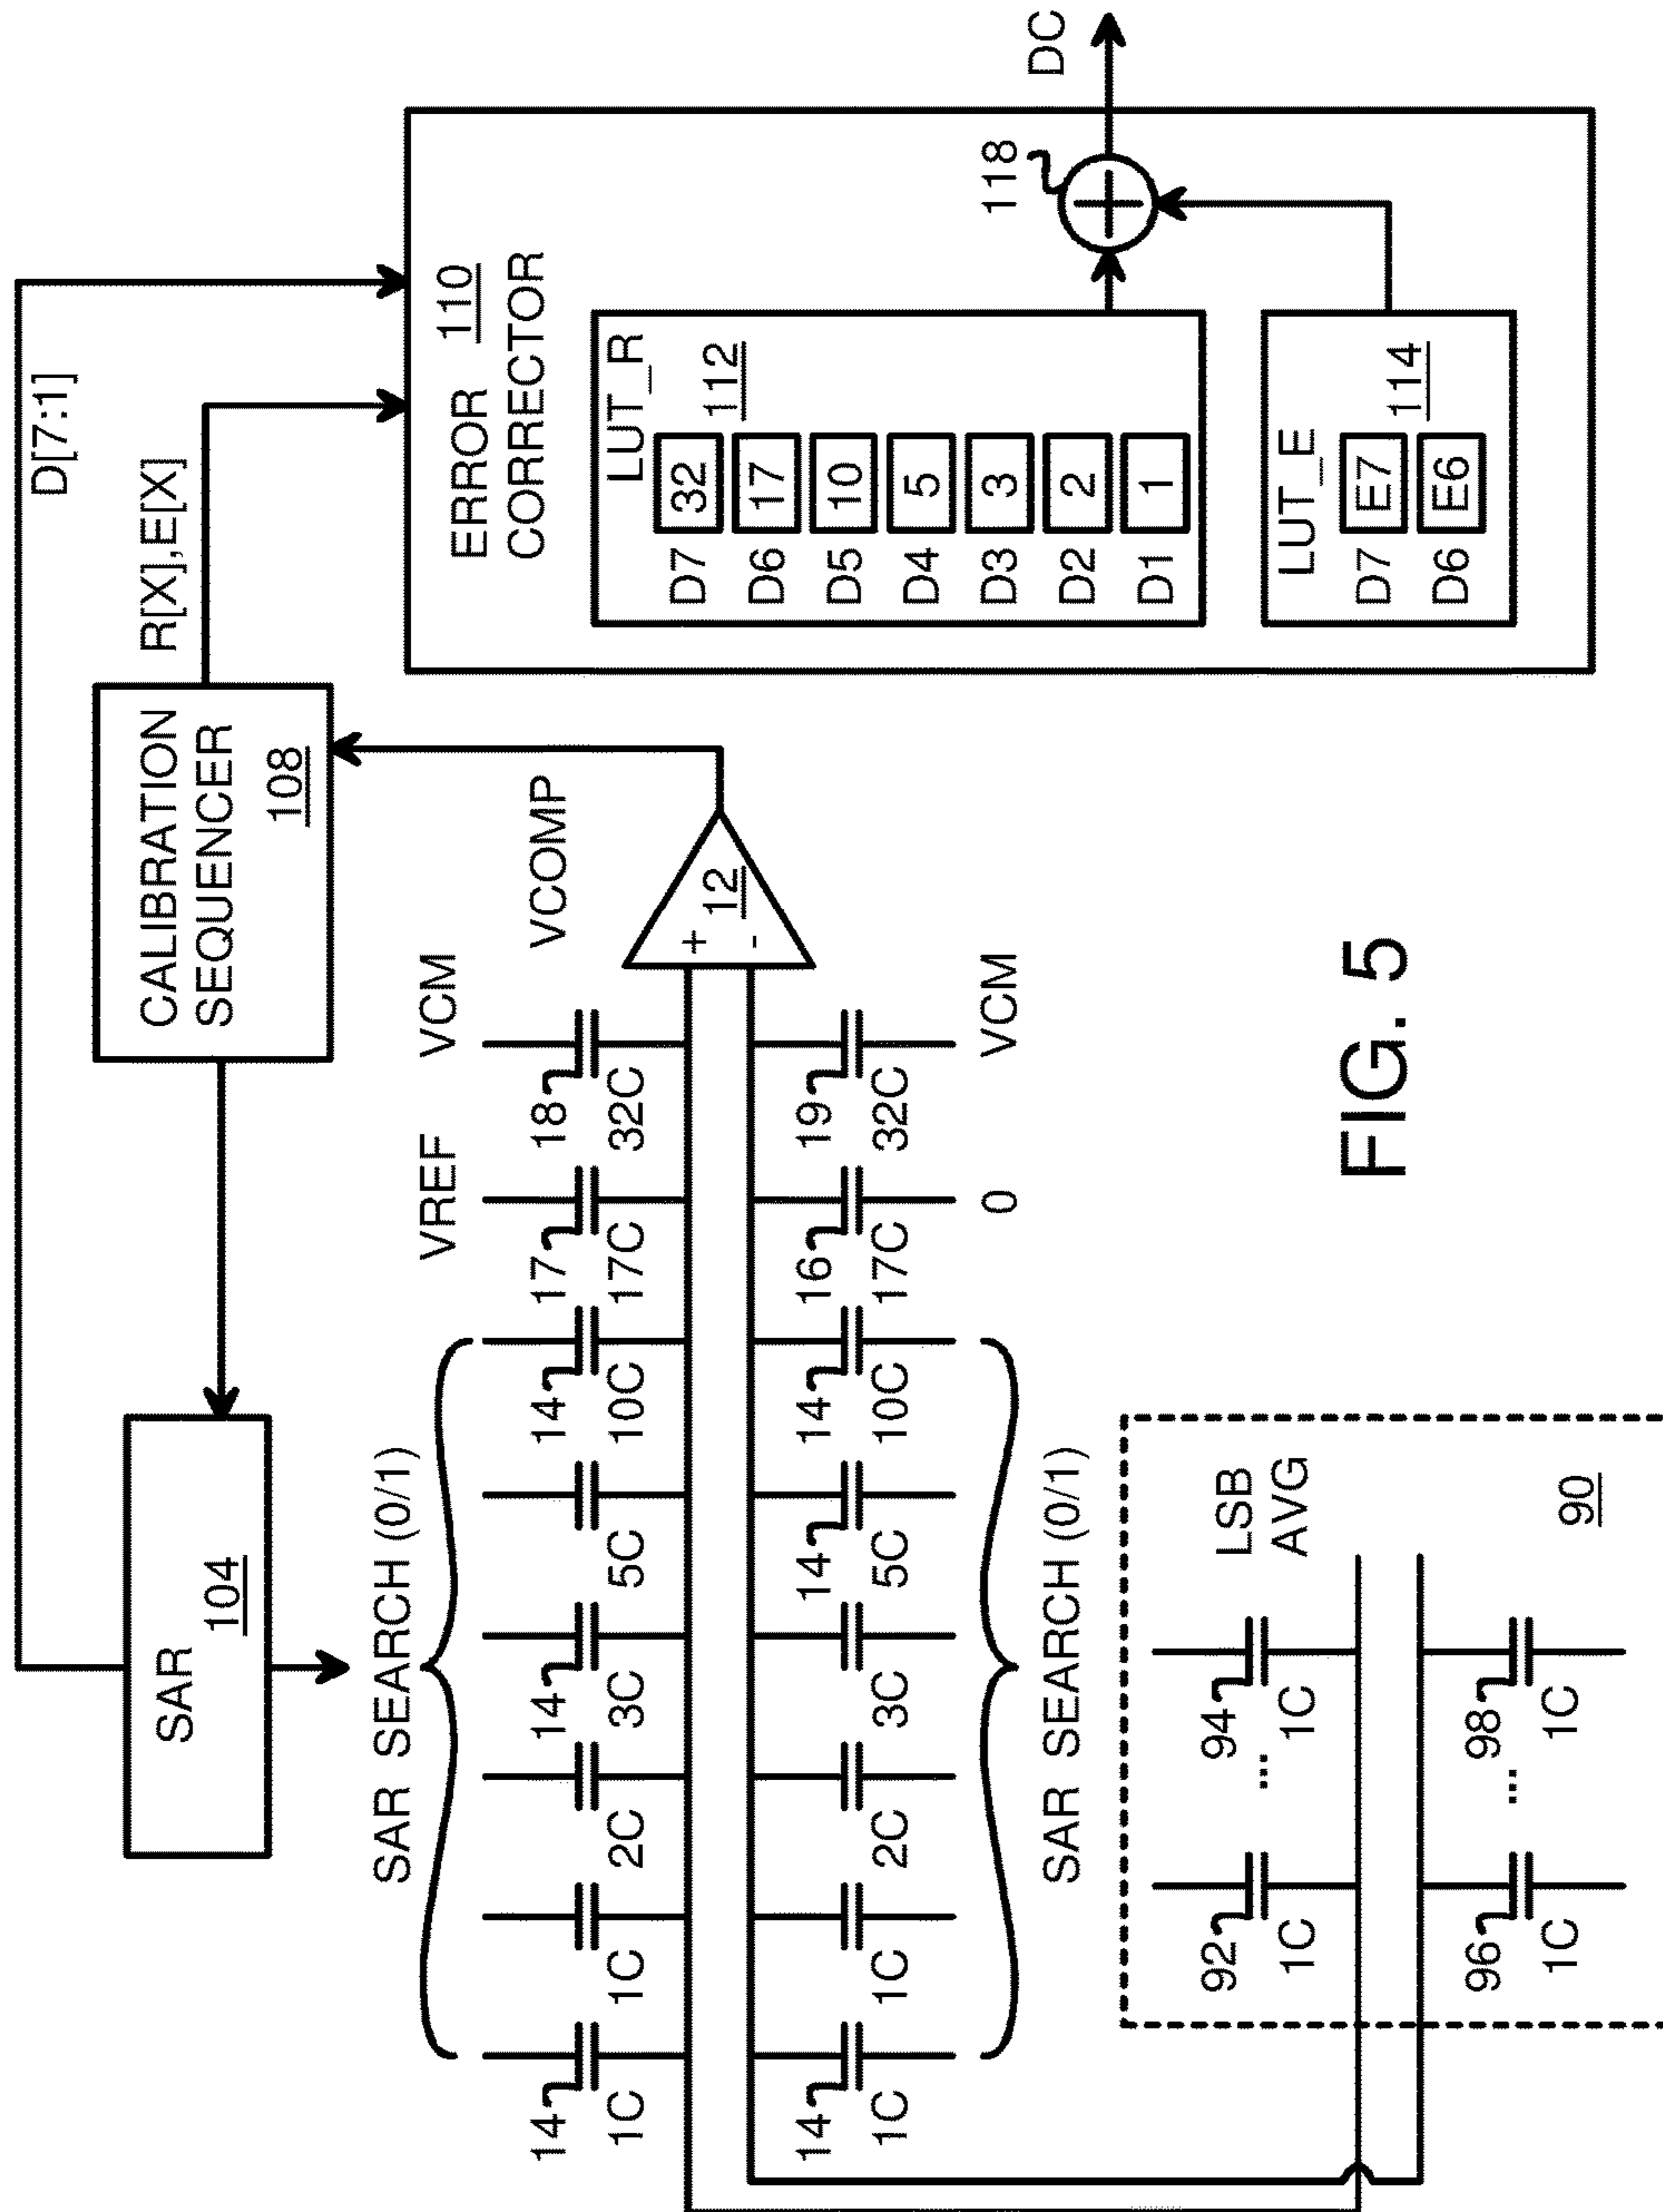 D[7:1]
SAR
104
CALIBRATION
SEQUENCER
108
R[X],E[X]
SAR SEARCH (0/1)
VREF
VCM
VCOMP
14
14
14
17
18
1C
1C
2C
3C
5C
10C
17C
32C
+
-
12
14
14
14
16
19
1C
1C
2C
3C
5C
10C
17C
32C
SAR SEARCH (0/1)
0
VCM
92
94
1C
...
1C
LSB
AVG
96
98
1C
...
1C
90
ERROR
CORRECTOR
110
LUT_R
112
D7 32
D6 17
D5 10
D4 5
D3 3
D2 2
D1 1
118
DC
LUT_E
D7 E7
D6 E6
114
FIG. 5